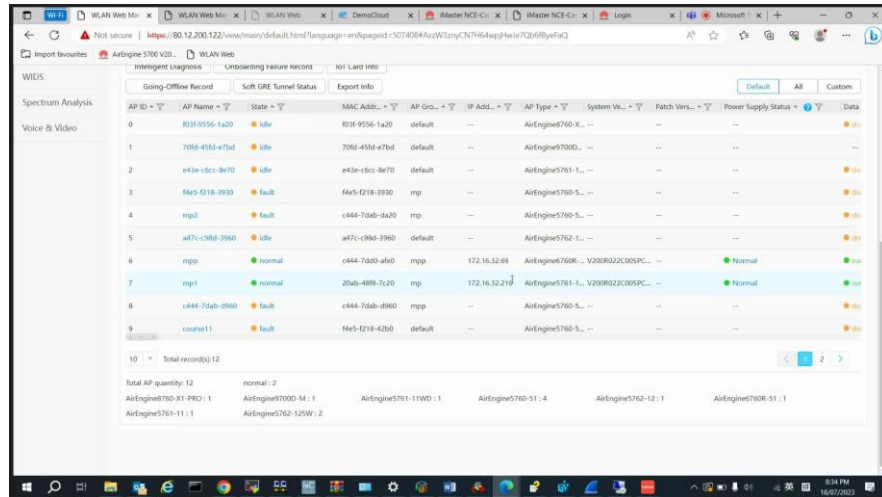 Wi-Fi
WLAN Web Ma
WLAN Web Ma
WLAN Web
DemoCloud
iMaster NCE-Ca
iMaster NCE-Ca
Login
Microsoft
Not secure
https://80.12.200.122/view/main/default.html?language=en&pageid=
Import favourites
AirEngine 5700 V20...
WLAN Web
WIDS
Spectrum Analysis
Voice & Video
Intelligent Diagnosis
Onboarding Failure Record
IoT Card Info
Going-Offline Record
Soft GRE Tunnel Status
Export Info
Default
All
Custom
AP ID AP Name State MAC Addr... AP Gro... IP Add... AP Type System Ve... Patch Vers... Power Supply Status Data
0 f03f-9556-1a20 idle f03f-9556-1a20 default -- AirEngine8760-X... -- -- --
1 70fd-45fd-e7bd idle 70fd-45fd-e7bd default -- AirEngine9700D... -- -- -- --
2 e43e-c6cc-8e70 idle e43e-c6cc-8e70 default -- AirEngine5761-1... -- -- --
3 f4e5-f218-3930 fault f4e5-f218-3930 mp -- AirEngine5760-5... -- -- --
4 mp2 fault c444-7dab-da20 mp -- AirEngine5760-5... -- -- --
5 a47c-c98d-3960 idle a47c-c98d-3960 default -- AirEngine5762-1... -- -- --
6 mpp normal c444-7dd0-afe0 mpp 172.16.32.69 AirEngine6760R-... V200R022C00SPC... -- Normal
7 mp1 normal 20ab-48f8-7c20 mp 172.16.32.210 AirEngine5761-1... V200R022C00SPC... -- Normal
8 c444-7dab-d960 fault c444-7dab-d960 mpp -- AirEngine5760-5... -- -- --
9 course11 fault f4e5-f218-42b0 default -- AirEngine5760-5... -- -- --
10 Total record(s):12
1 2
Total AP quantity: 12 normal : 2
AirEngine8760-X1-PRO : 1 AirEngine9700D-M : 1 AirEngine5761-11WD : 1 AirEngine5760-51 : 4 AirEngine5762-12 : 1 AirEngine6760R-51 : 1
AirEngine5761-11 : 1 AirEngine5762-12SW : 2
英
8:34 PM
18/07/2023